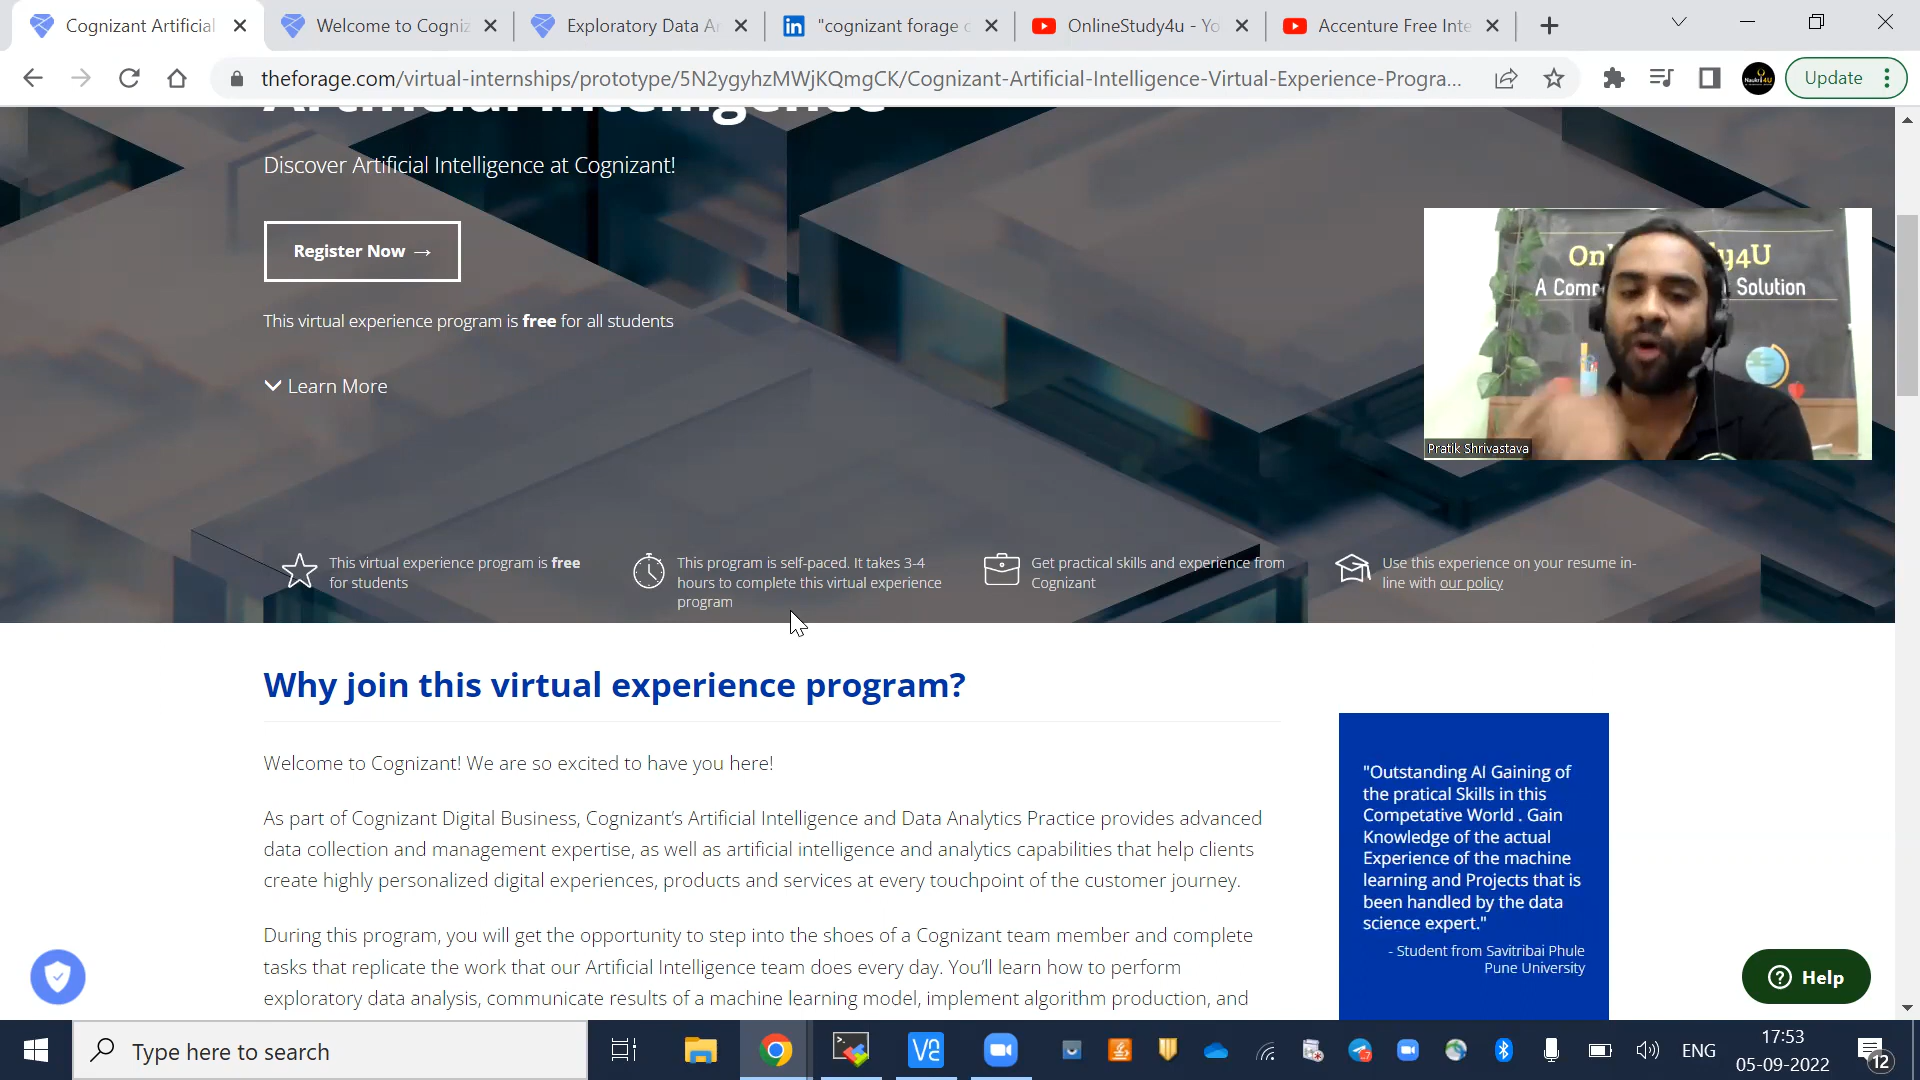 Cognizant Artificial
Welcome to Cogniz
Exploratory Data A
"cognizant forage c
OnlineStudy4u - Yo
Accenture Free Inte
theforage.com/virtual-internships/prototype/5N2ygyhzMWjKQmgCK/Cognizant-Artificial-Intelligence-Virtual-Experience-Progra...
Update
Artificial Intelligence
Discover Artificial Intelligence at Cognizant!
Register Now →
This virtual experience program is free for all students
Learn More
On y4U
A Com Solution
Pratik Shrivastava
This virtual experience program is free
for students
This program is self-paced. It takes 3-4
hours to complete this virtual experience
program
Get practical skills and experience from
Cognizant
Use this experience on your resume in-
line with our policy
Why join this virtual experience program?
Welcome to Cognizant! We are so excited to have you here!
As part of Cognizant Digital Business, Cognizant's Artificial Intelligence and Data Analytics Practice provides advanced
data collection and management expertise, as well as artificial intelligence and analytics capabilities that help clients
create highly personalized digital experiences, products and services at every touchpoint of the customer journey.
During this program, you will get the opportunity to step into the shoes of a Cognizant team member and complete
tasks that replicate the work that our Artificial Intelligence team does every day. You'll learn how to perform
exploratory data analysis, communicate results of a machine learning model, implement algorithm production, and
"Outstanding AI Gaining of
the pratical Skills in this
Competative World . Gain
Knowledge of the actual
Experience of the machine
learning and Projects that is
been handled by the data
science expert."
- Student from Savitribai Phule
Pune University
Help
Type here to search
ENG
17:53
05-09-2022
12